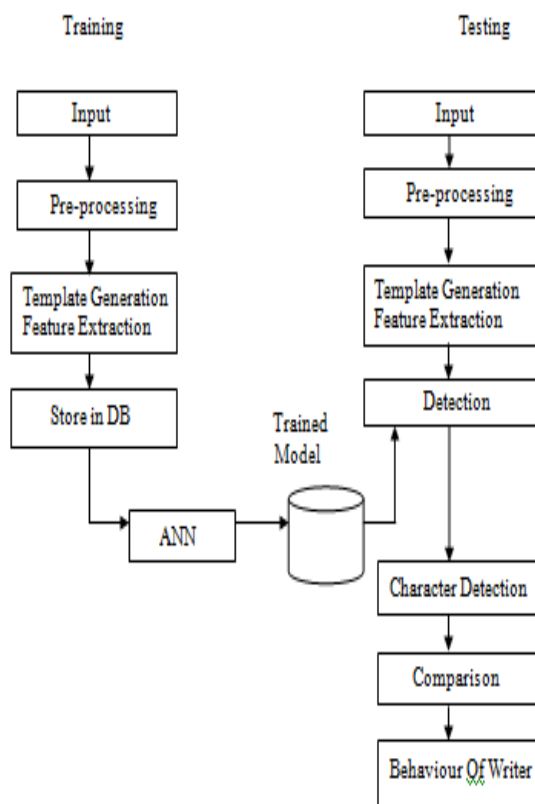 Training
Testing
Input
Input
Pre-processing
Pre-processing
Template Generation
Feature Extraction
Template Generation
Feature Extraction
Store in DB
Detection
Trained
Model
ANN
Character Detection
Comparison
Behaviour Of Writer